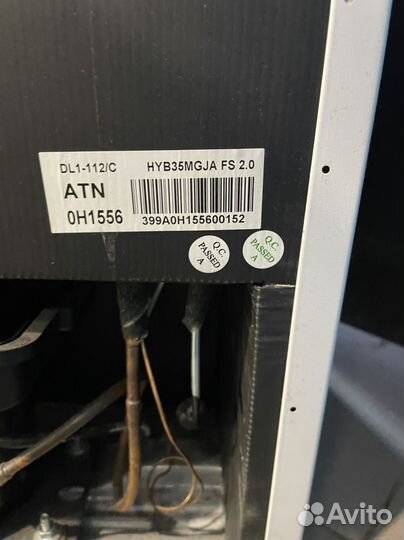 DL1-112/C HYB35MGJA FS 2.0
ATN
0H1556 399A0H155600152
Q.C. PASSED A
Q.C. PASSED A
Avito